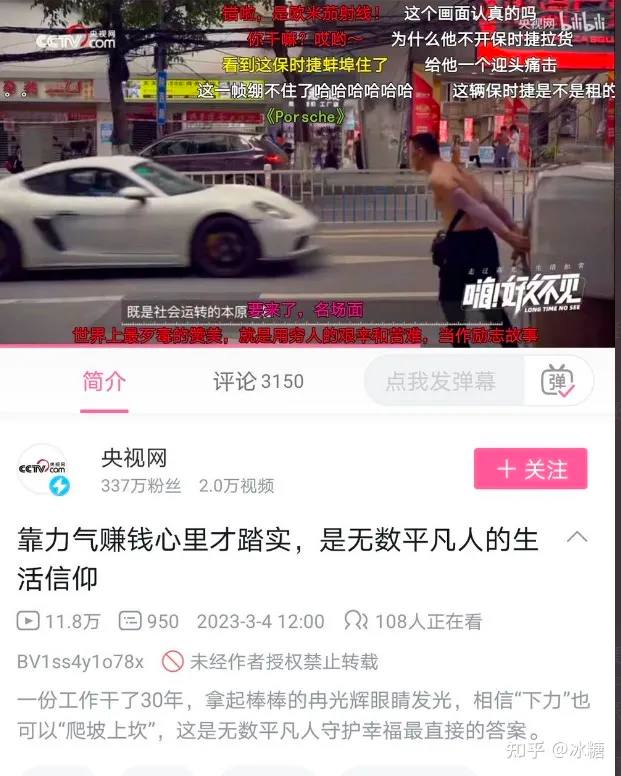 错啦，是欧米茄射线！ 这个画面认真的吗
CCTV.com 央视网
央视网 bilibili
你干嘛？哎哟～ 为什么他不开保时捷拉货
看到这保时捷蚌埠住了 给他一个迎头痛击
。。 这一帧绷不住了哈哈哈哈哈哈 这辆保时捷是不是租的
《Porsche》
嗨!好久不见
LONG TIME NO SEE
既是社会运转的本原
要来了，名场面
世界上最歹毒的赞美，就是用穷人的艰辛和苦难，当作励志故事
简介 评论 3150 点我发弹幕 弹
CCTV.com 央视网
央视网
337万粉丝 2.0万视频
＋ 关注
靠力气赚钱心里才踏实，是无数平凡人的生
活信仰
11.8万 950 2023-3-4 12:00 108人正在看
BV1ss4y1o78x 未经作者授权禁止转载
一份工作干了30年，拿起棒棒的冉光辉眼睛发光，相信“下力”也
可以“爬坡上坎”，这是无数平凡人守护幸福最直接的答案。
知乎 @冰糖